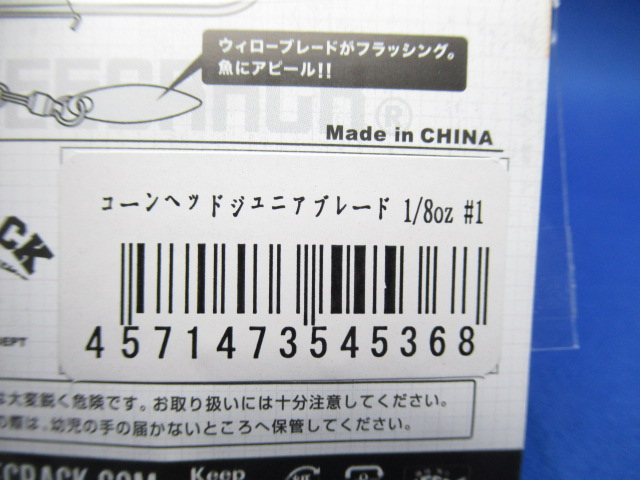 ウィローブレードがフラッシング。
魚にアピール!!
Made in CHINA
コーンヘッドジュニアブレード 1/8oz #1
4571473545368
大変鋭く危険です。お取り扱いには十分注意してください。
の際は、幼児の手の届かないところへ保管してください。
Keep